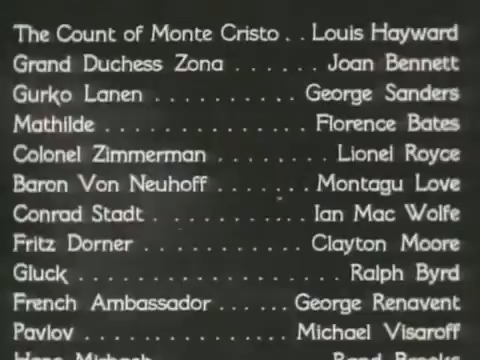 The Count of Monte Cristo . . Louis Hayward
Grand Duchess Zona . . . . . . Joan Bennett
Gurko Lanen . . . . . . . . . . George Sanders
Mathilde . . . . . . . . . . . . . . Florence Bates
Colonel Zimmerman . . . . . . . Lionel Royce
Baron Von Neuhoff . . . . . . . Montagu Love
Conrad Stadt . . . . . . . . . . . Ian Mac Wolfe
Fritz Dorner . . . . . . . . . . . Clayton Moore
Gluck . . . . . . . . . . . . . . . . . Ralph Byrd
French Ambassador . . . . . . George Renavent
Pavlov . . . . . . . . . . . . . . Michael Visaroff